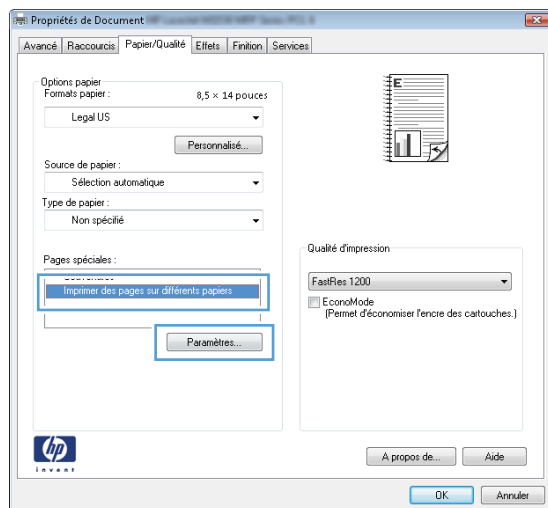 Propriétés de Document
Avancé Raccourcis Papier/Qualité Effets Finition Services
Options papier
Formats papier :
8,5 × 14 pouces
Legal US
Personnalisé...
Source de papier :
Sélection automatique
Type de papier :
Non spécifié
Pages spéciales :
Imprimer des pages sur différents papiers
Paramètres...
E
Qualité d'impression
FastRes 1200
EconoMode
(Permet d'économiser l'encre des cartouches.)
hp
invent
A propos de... Aide
OK Annuler